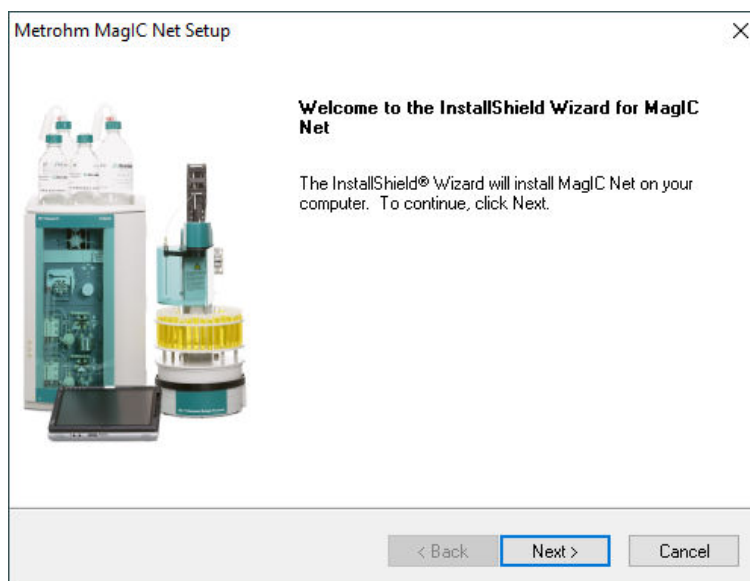 Metrohm MagIC Net Setup
Welcome to the InstallShield Wizard for MagIC
Net
The InstallShield® Wizard will install MagIC Net on your
computer. To continue, click Next.
< Back
Next >
Cancel